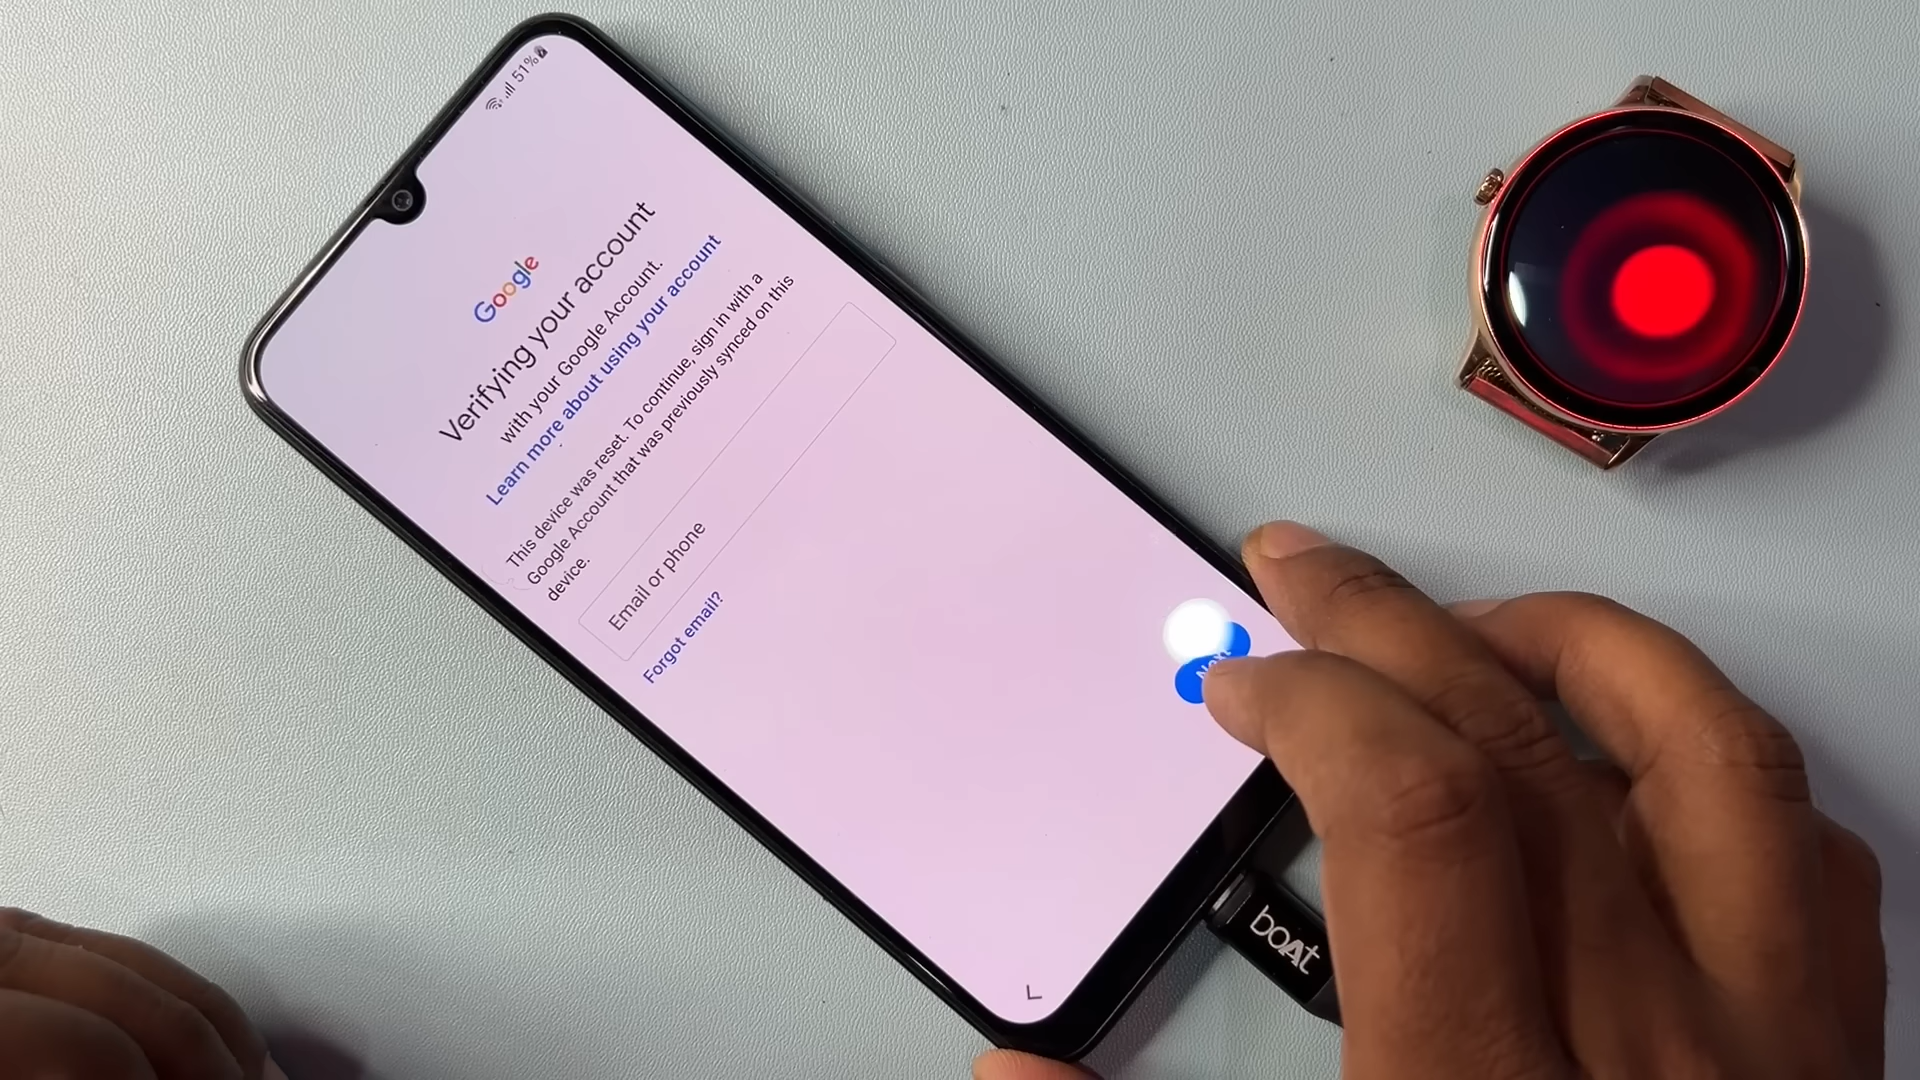 51%
Google
Verifying your account
with your Google Account.
Learn more about using your account
This device was reset. To continue, sign in with a
Google Account that was previously synced on this
device.
Email or phone
Forgot email?
Next
boAt